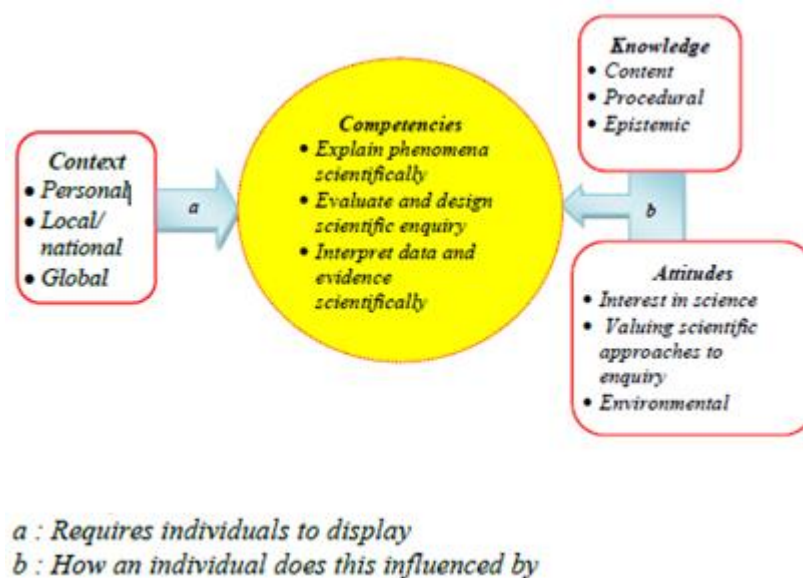 Context
• Personal
• Local/
national
• Global
a
Competencies
• Explain phenomena
scientifically
• Evaluate and design
scientific enquiry
• Interpret data and
evidence
scientifically
Knowledge
• Content
• Procedural
• Epistemic
b
Attitudes
• Interest in science
• Valuing scientific
approaches to
enquiry
• Environmental
a : Requires individuals to display
b : How an individual does this influenced by